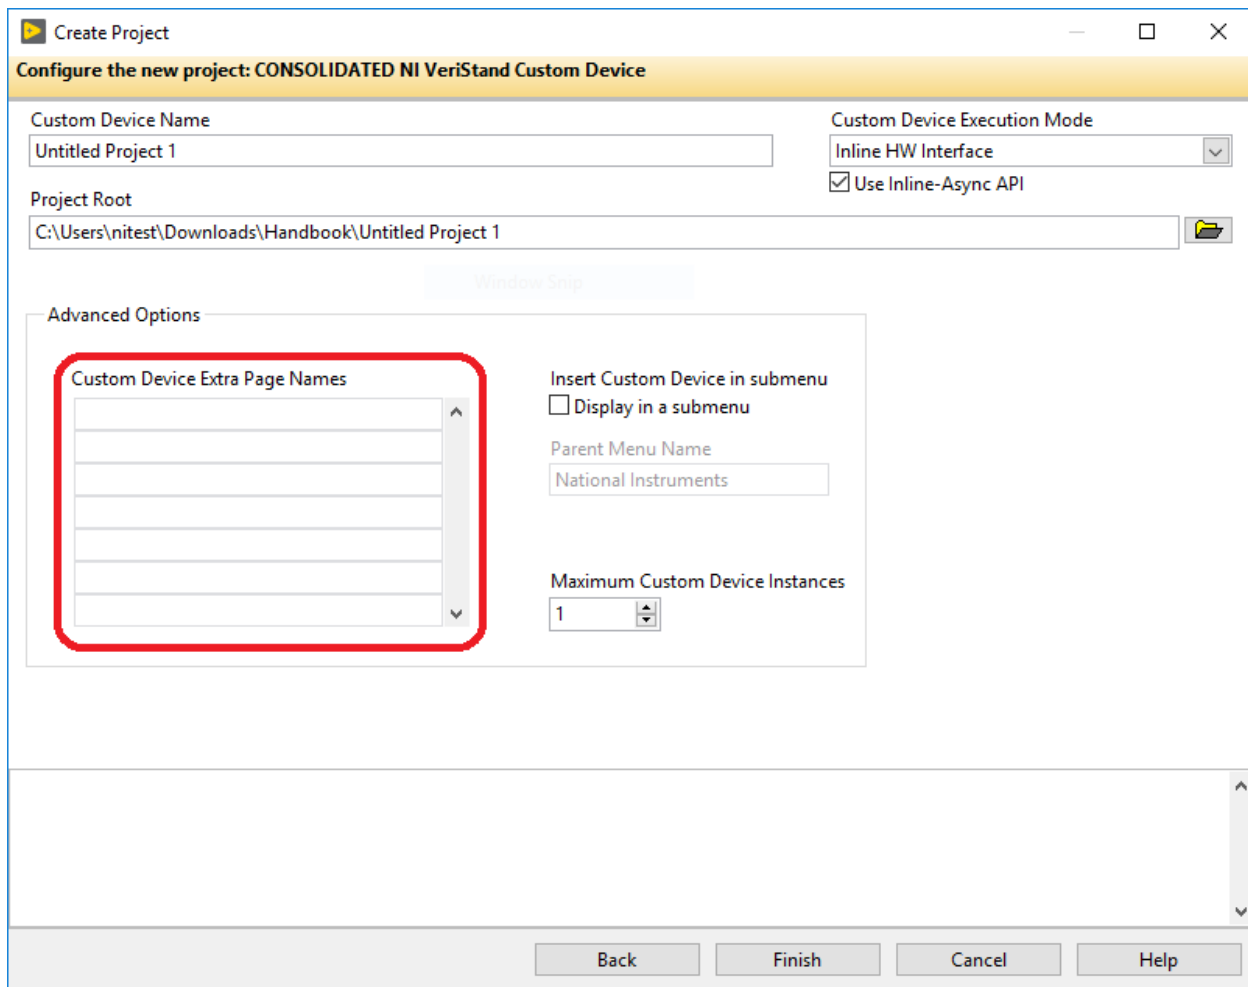 Create Project
Configure the new project: CONSOLIDATED NI VeriStand Custom Device
Custom Device Name
Untitled Project 1
Custom Device Execution Mode
Inline HW Interface
Use Inline-Async API
Project Root
C:\Users\nitest\Downloads\Handbook\Untitled Project 1
Window Snip
Advanced Options
Custom Device Extra Page Names
Insert Custom Device in submenu
Display in a submenu
Parent Menu Name
National Instruments
Maximum Custom Device Instances
1
Back
Finish
Cancel
Help